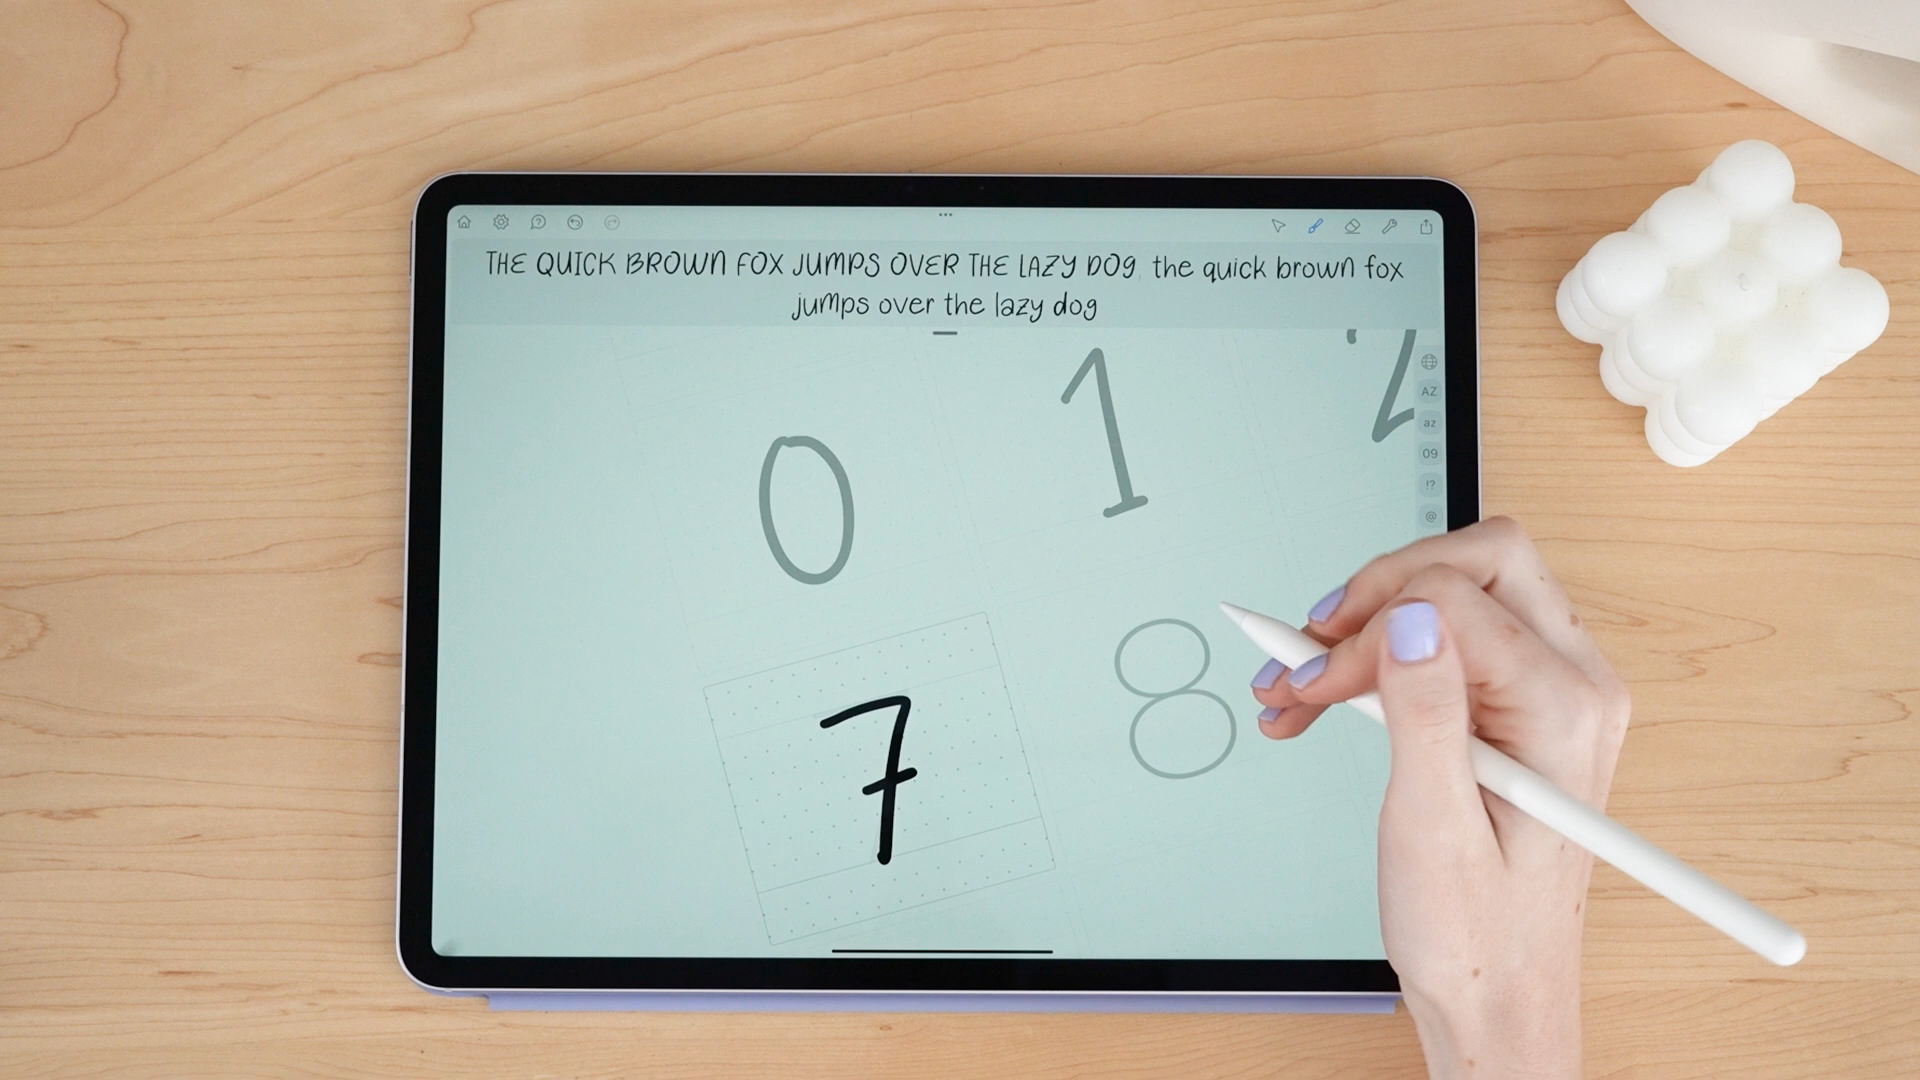 THE QUICK BROWN FOX JUMPS OVER THE LAZY DOG the quick brown fox
jumps over the lazy dog
0 1 2
AZ
az
09
!?
@
7 8